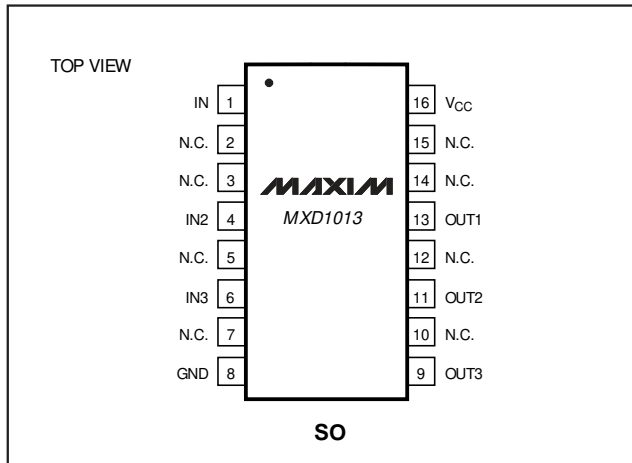 TOP VIEW
IN 1
N.C. 2
N.C. 3
IN2 4
N.C. 5
IN3 6
N.C. 7
GND 8
MAXIM
MXD1013
16 VCC
15 N.C.
14 N.C.
13 OUT1
12 N.C.
11 OUT2
10 N.C.
9 OUT3
SO